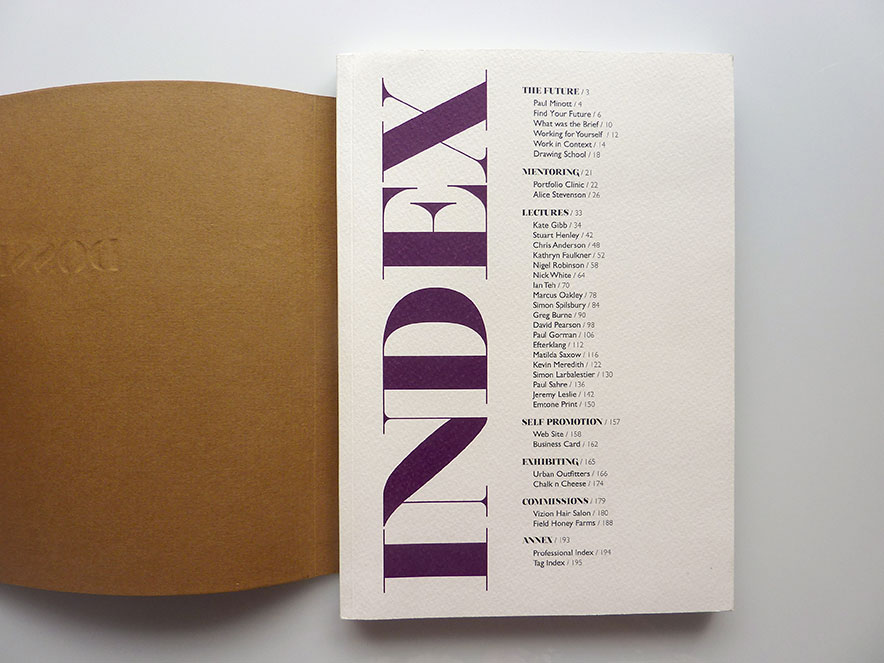 INDEX
THE FUTURE / 3
Paul Minott / 4
Find Your Future / 6
What was the Brief / 10
Working for Yourself / 12
Work in Context / 14
Drawing School / 18
MENTORING / 21
Portfolio Clinic / 22
Alice Stevenson / 26
LECTURES / 33
Kate Gibb / 34
Stuart Henley / 42
Chris Anderson / 48
Kathryn Faulkner / 52
Nigel Robinson / 58
Nick White / 64
Ian Teh / 70
Marcus Oakley / 78
Simon Spilsbury / 84
Greg Burne / 90
David Pearson / 98
Paul Gorman / 106
Efterklang / 112
Matilda Saxow / 116
Kevin Meredith / 122
Simon Larbalestier / 130
Paul Sahre / 136
Jeremy Leslie / 142
Emtone Print / 150
SELF PROMOTION / 157
Web Site / 158
Business Card / 162
EXHIBITING / 165
Urban Outfitters / 166
Chalk n Cheese / 174
COMMISSIONS / 179
Vizion Hair Salon / 180
Field Honey Farms / 188
ANNEX / 193
Professional Index / 194
Tag Index / 195